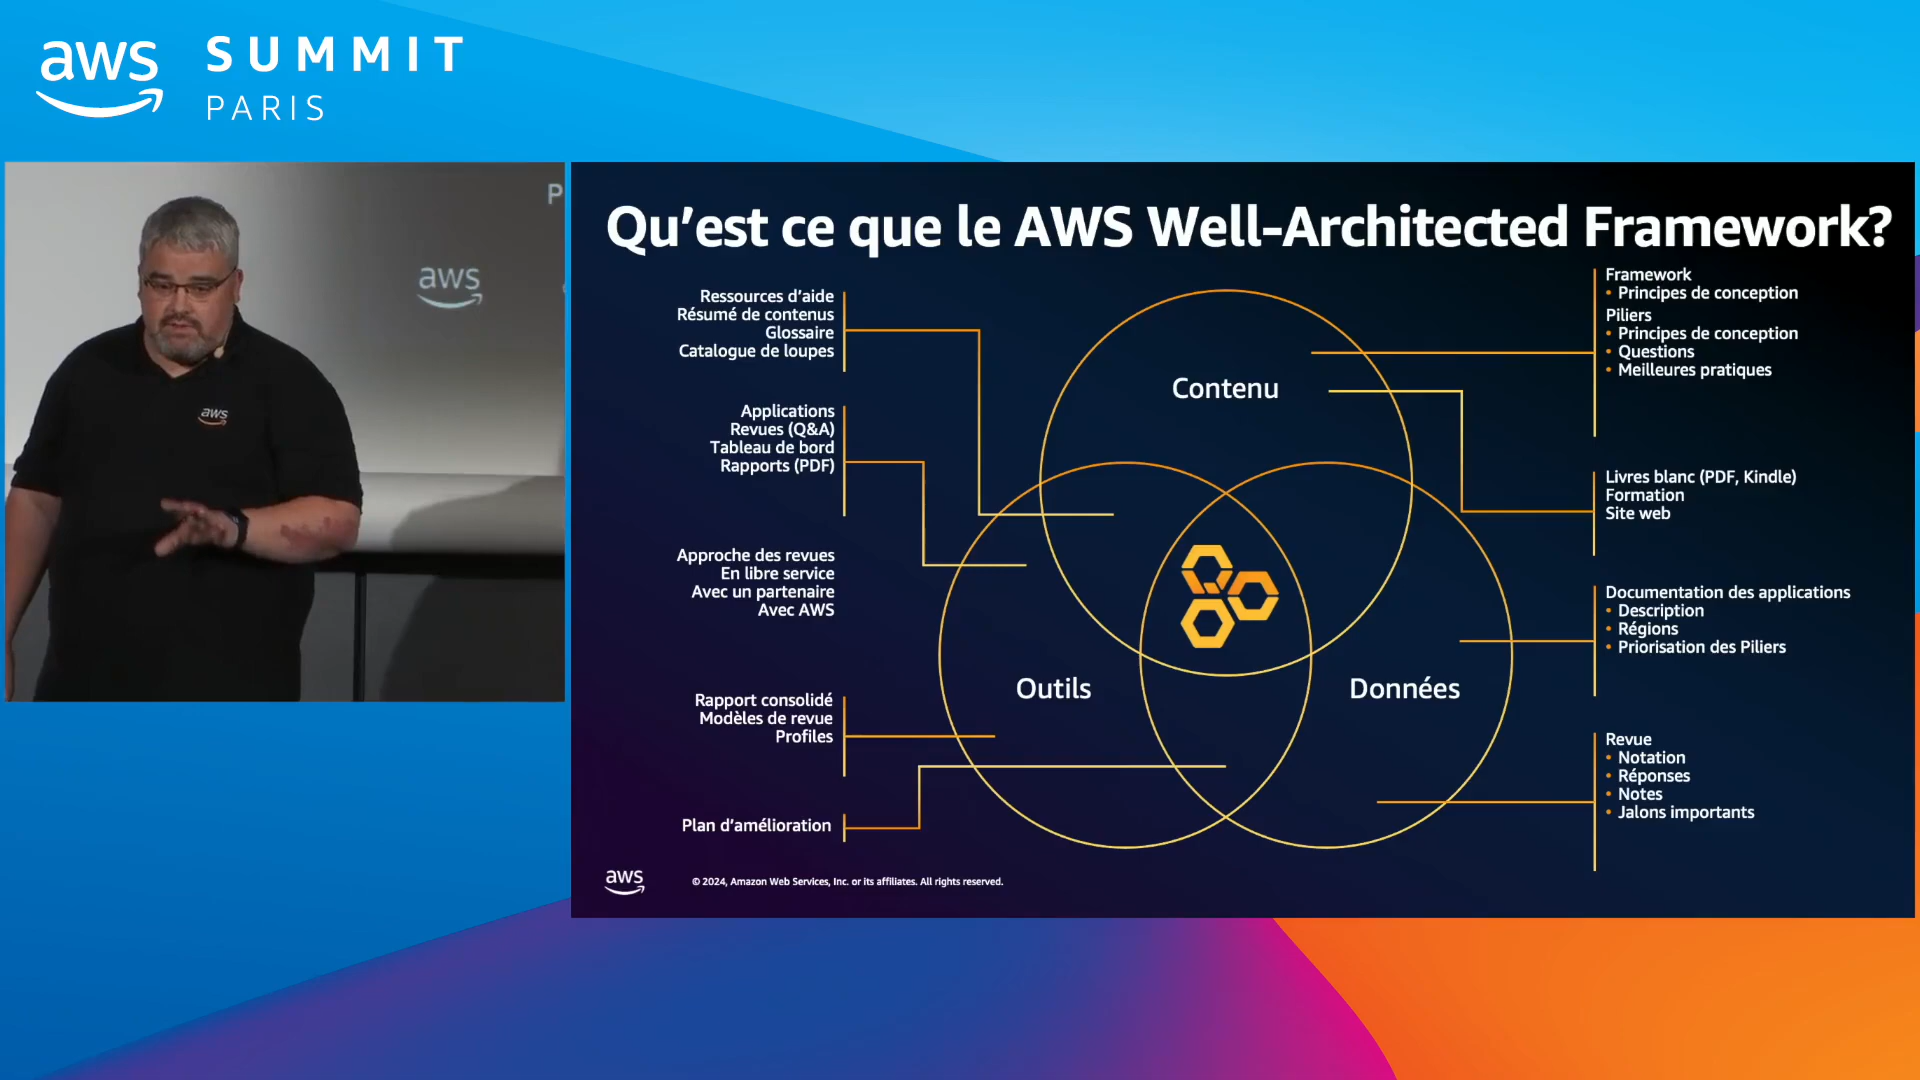 aws
SUMMIT
PARIS
P
aws
aws
Qu’est ce que le AWS Well-Architected Framework?
Ressources d’aide
Résumé de contenus
Glossaire
Catalogue de loupes
Applications
Revues (Q&A)
Tableau de bord
Rapports (PDF)
Approche des revues
En libre service
Avec un partenaire
Avec AWS
Rapport consolidé
Modèles de revue
Profiles
Plan d’amélioration
Contenu
Outils
Données
Framework
• Principes de conception
Piliers
• Principes de conception
• Questions
• Meilleures pratiques
Livres blanc (PDF, Kindle)
Formation
Site web
Documentation des applications
• Description
• Régions
• Priorisation des Piliers
Revue
• Notation
• Réponses
• Notes
• Jalons importants
aws
© 2024, Amazon Web Services, Inc. or its affiliates. All rights reserved.